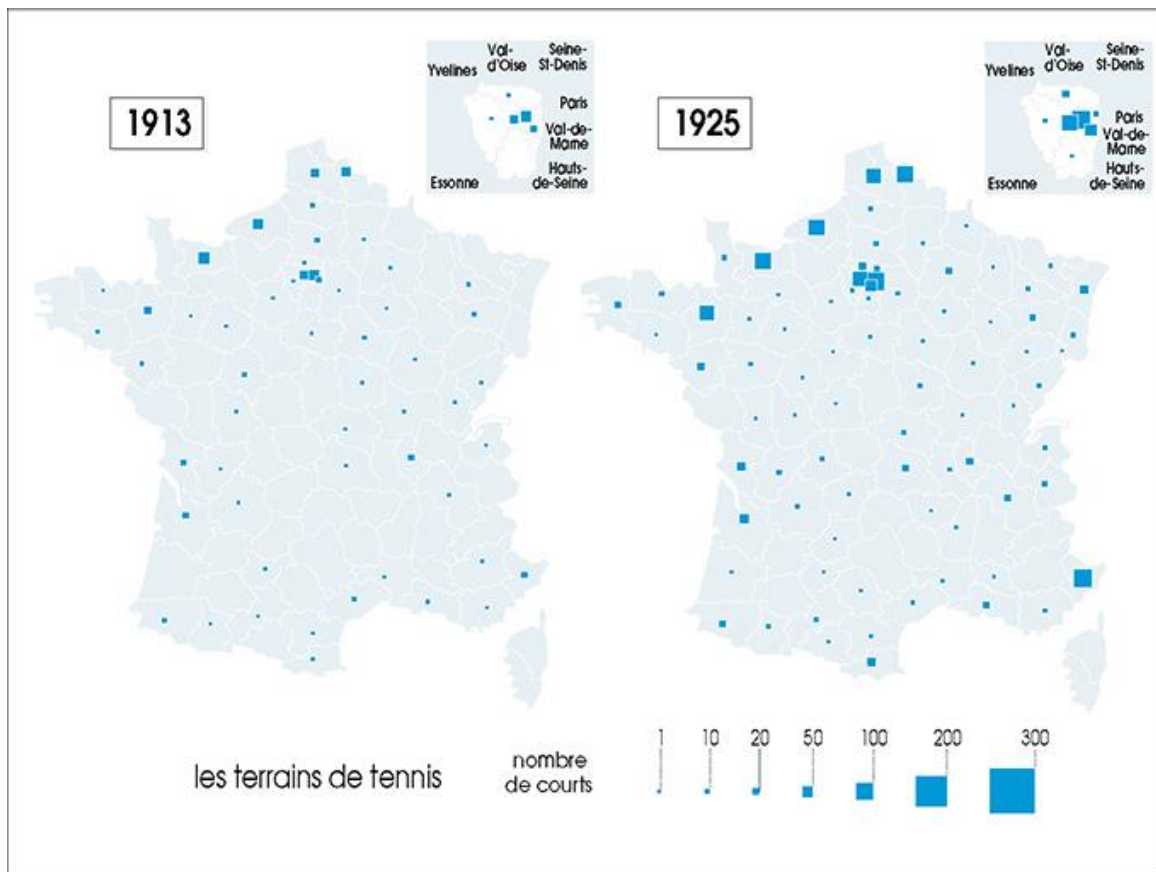 1913
Val-
d'Oise
Seine-
St-Denis
Yvelines
Paris
Val-de-
Marne
Hauts-
de-Seine
Essonne
1925
Val-
d'Oise
Seine-
St-Denis
Yvelines
Paris
Val-de-
Marne
Hauts-
de-Seine
Essonne
les terrains de tennis
nombre
de courts
1 10 20 50 100 200 300